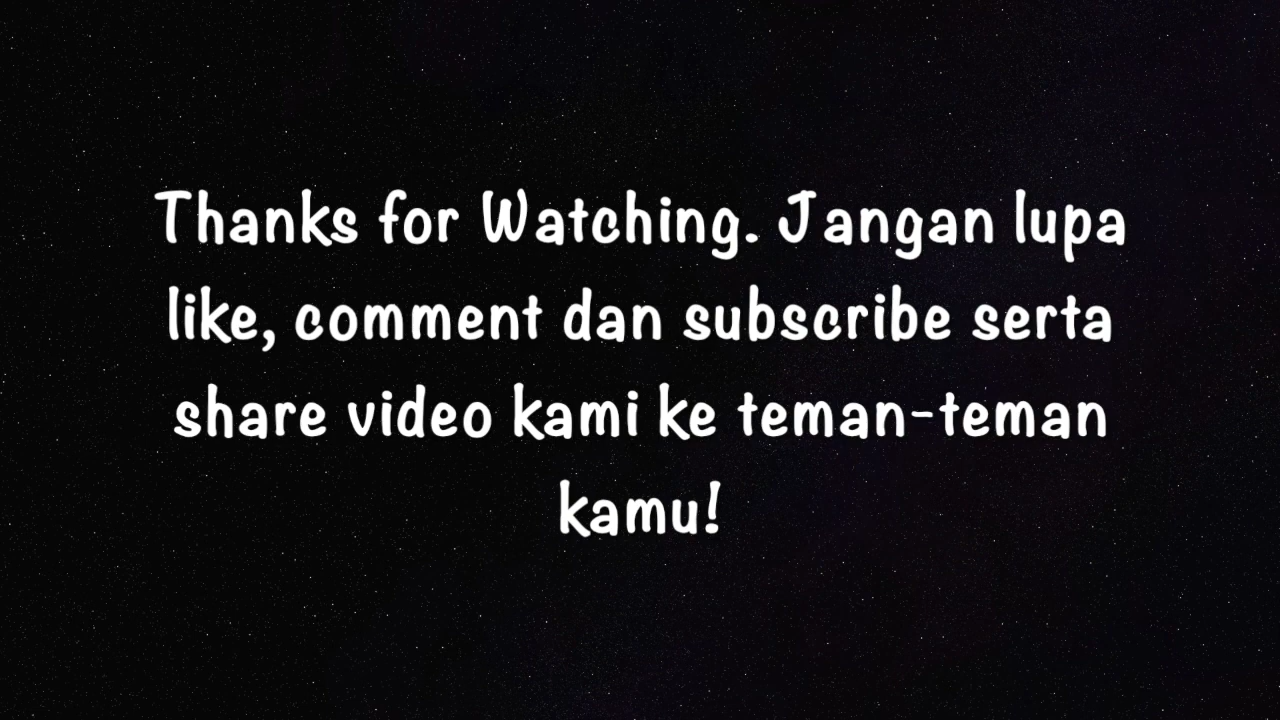 Thanks for Watching. Jangan lupa
like, comment dan subscribe serta
share video kami ke teman-teman
kamu!